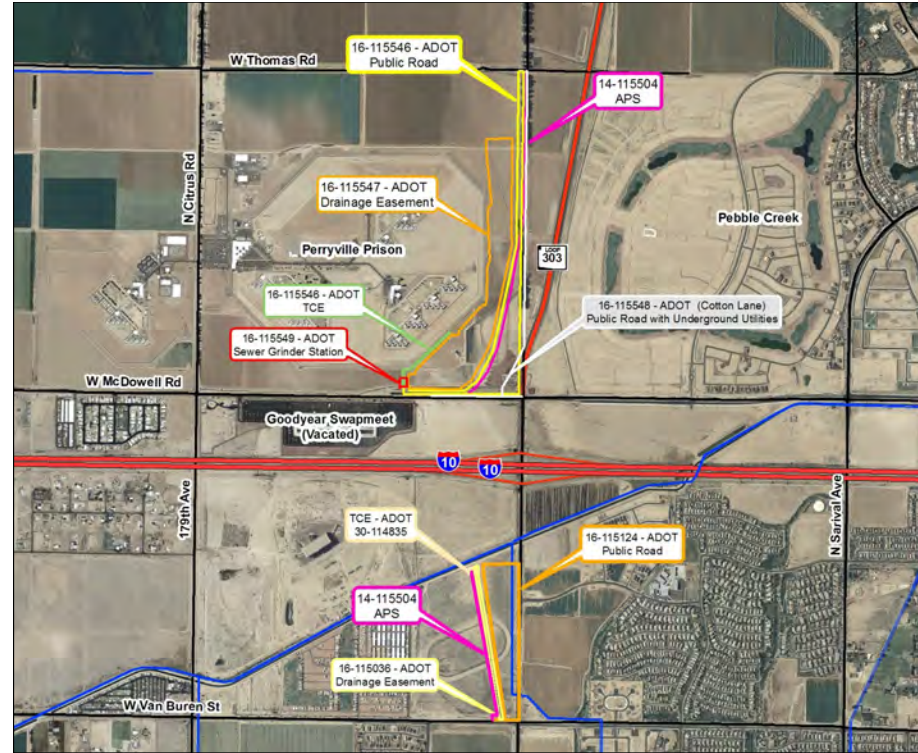 W Thomas Rd
16-115546 - ADOT
Public Road
14-115504
APS
N Citrus Rd
16-115547 - ADOT
Drainage Easement
Pebble Creek
Perryville Prison
LOOP
303
16-115546 - ADOT
TCE
16-115548 - ADOT (Cotton Lane)
Public Road with Underground Utilities
16-115549 - ADOT
Sewer Grinder Station
W McDowell Rd
Goodyear Swapmeet
(Vacated)
10
10
179th Ave
N Sarival Ave
TCE - ADOT
30-114835
16-115124 - ADOT
Public Road
14-115504
APS
16-115036 - ADOT
Drainage Easement
W Van Buren St